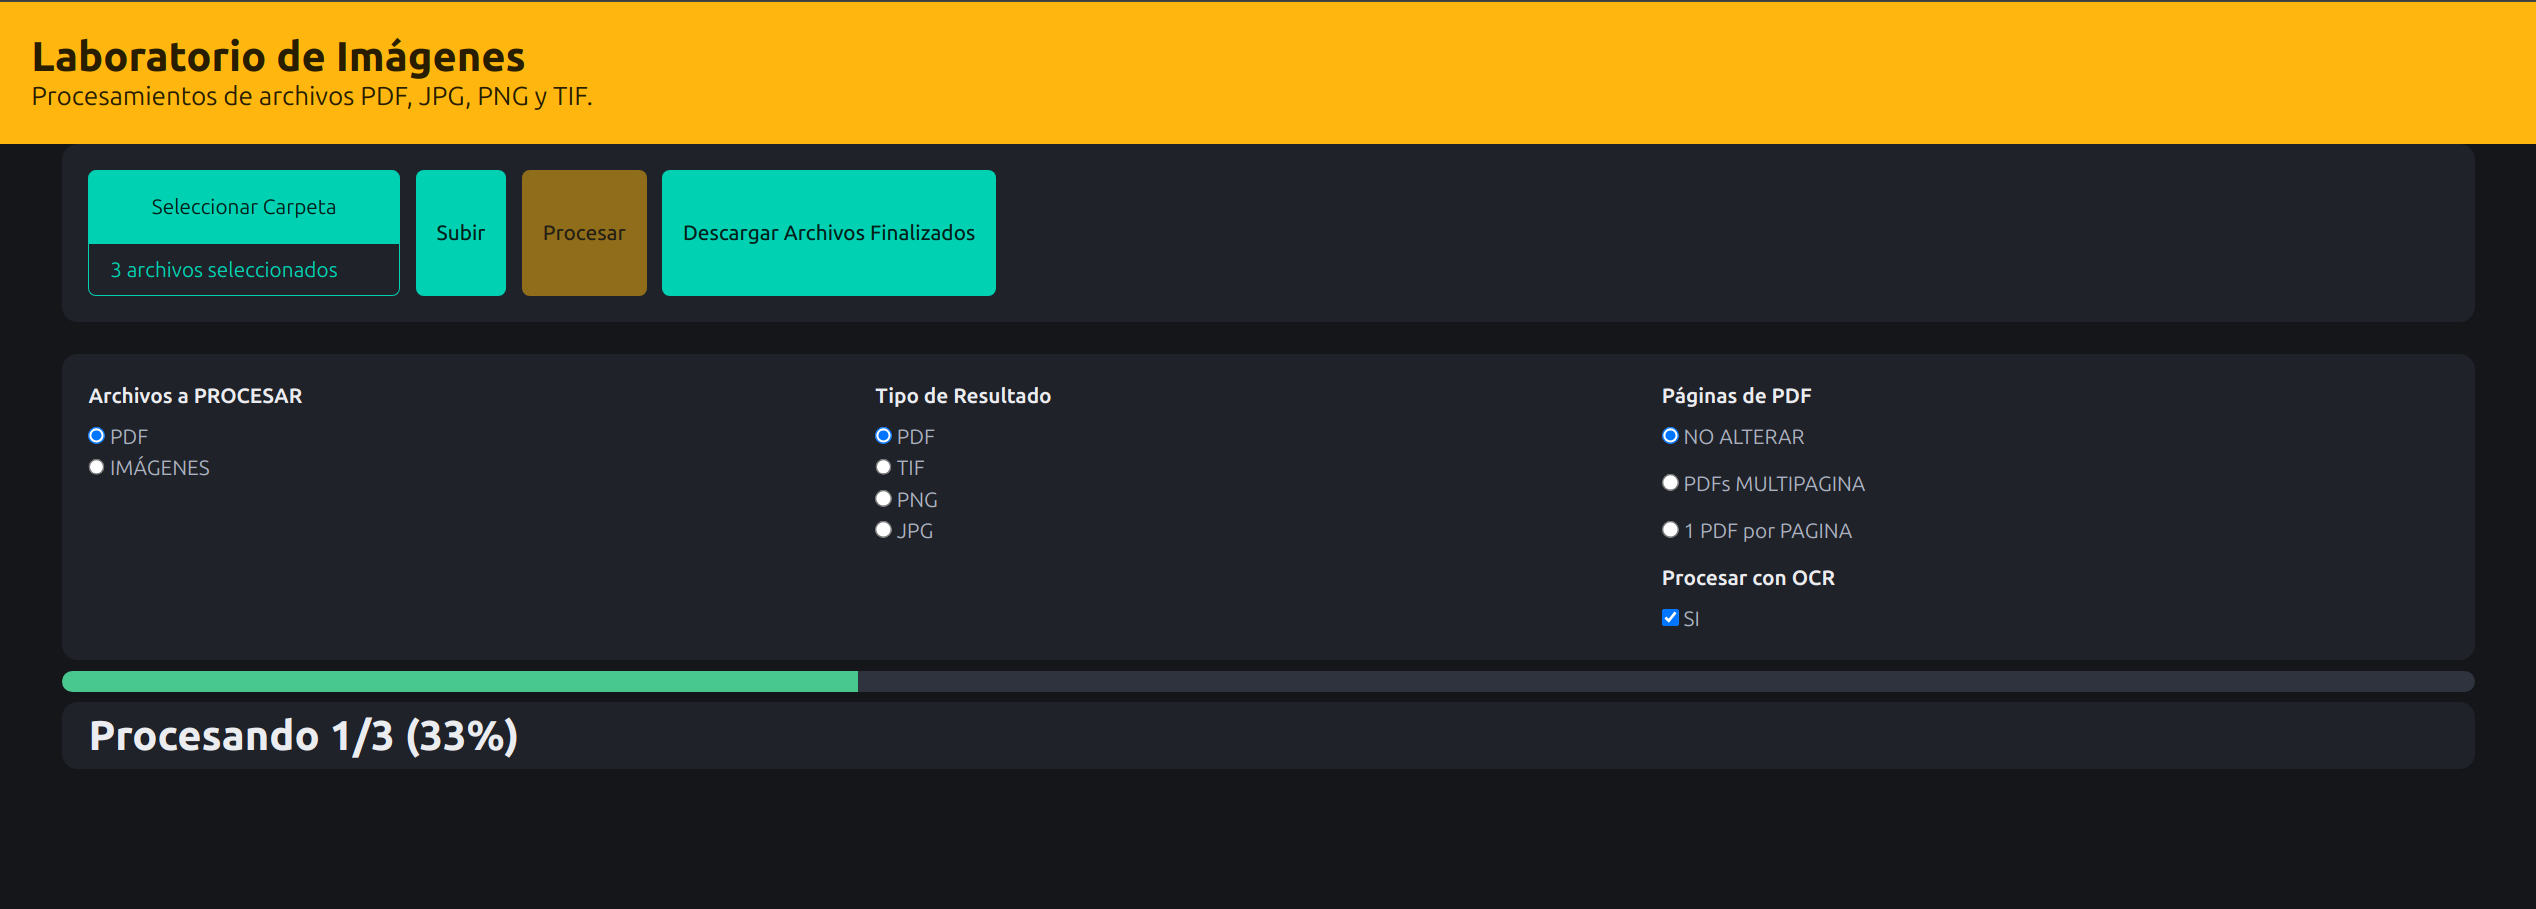 Laboratorio de Imágenes
Procesamientos de archivos PDF, JPG, PNG y TIF.
Seleccionar Carpeta
3 archivos seleccionados
Subir
Procesar
Descargar Archivos Finalizados
Archivos a PROCESAR
PDF
IMÁGENES
Tipo de Resultado
PDF
TIF
PNG
JPG
Páginas de PDF
NO ALTERAR
PDFs MULTIPAGINA
1 PDF por PAGINA
Procesar con OCR
SI
Procesando 1/3 (33%)